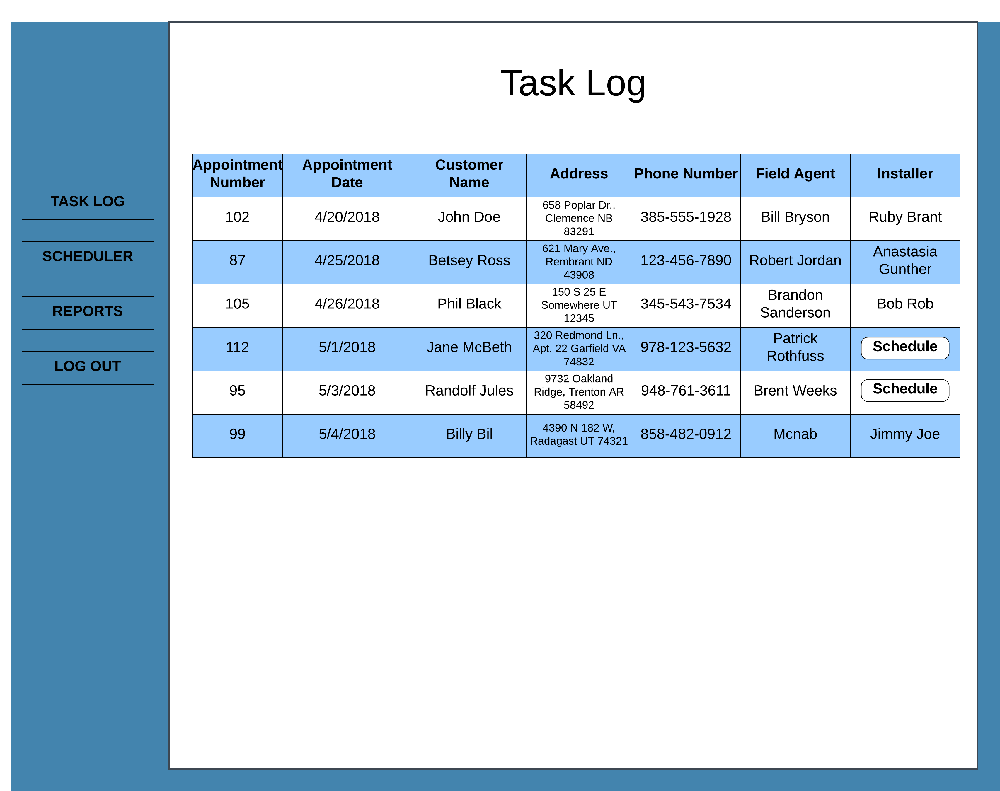 Task Log
TASK LOG
SCHEDULER
REPORTS
LOG OUT
Appointment Number | Appointment Date | Customer Name | Address | Phone Number | Field Agent | Installer
102 | 4/20/2018 | John Doe | 658 Poplar Dr., Clemence NB 83291 | 385-555-1928 | Bill Bryson | Ruby Brant
87 | 4/25/2018 | Betsey Ross | 621 Mary Ave., Rembrant ND 43908 | 123-456-7890 | Robert Jordan | Anastasia Gunther
105 | 4/26/2018 | Phil Black | 150 S 25 E Somewhere UT 12345 | 345-543-7534 | Brandon Sanderson | Bob Rob
112 | 5/1/2018 | Jane McBeth | 320 Redmond Ln., Apt. 22 Garfield VA 74832 | 978-123-5632 | Patrick Rothfuss | Schedule
95 | 5/3/2018 | Randolf Jules | 9732 Oakland Ridge, Trenton AR 58492 | 948-761-3611 | Brent Weeks | Schedule
99 | 5/4/2018 | Billy Bil | 4390 N 182 W, Radagast UT 74321 | 858-482-0912 | Mcnab | Jimmy Joe